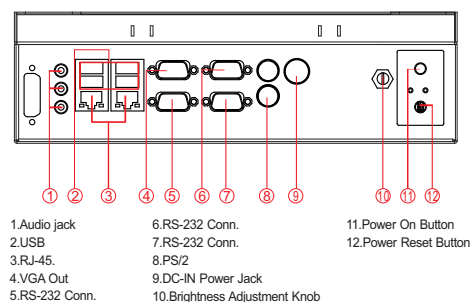 ① ② ③ ④ ⑤ ⑥ ⑦ ⑧ ⑨ ⑩ ⑪ ⑫
1.Audio jack
2.USB
3.RJ-45.
4.VGA Out
5.RS-232 Conn.
6.RS-232 Conn.
7.RS-232 Conn.
8.PS/2
9.DC-IN Power Jack
10.Brightness Adjustment Knob
11.Power On Button
12.Power Reset Button